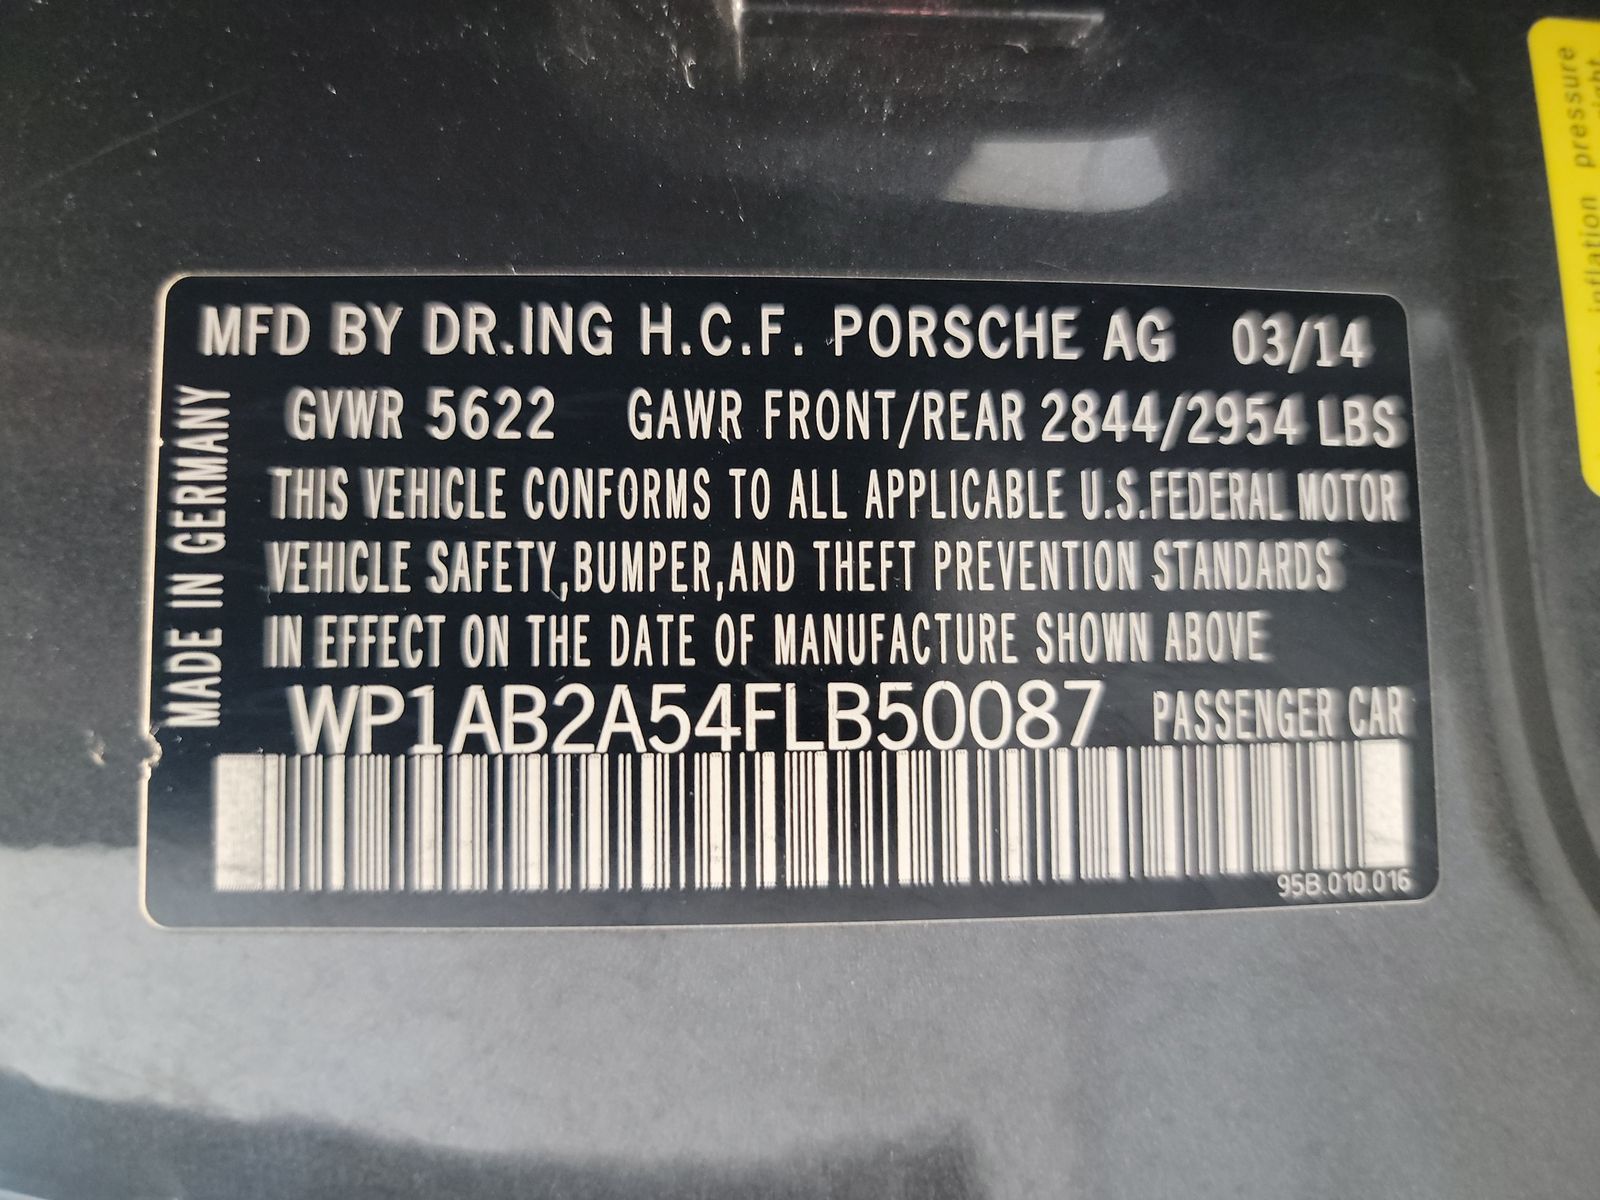 MFD BY DR.ING H.C.F. PORSCHE AG 03/14
GVWR 5622 GAWR FRONT/REAR 2844/2954 LBS
THIS VEHICLE CONFORMS TO ALL APPLICABLE U.S.FEDERAL MOTOR
VEHICLE SAFETY,BUMPER,AND THEFT PREVENTION STANDARDS
IN EFFECT ON THE DATE OF MANUFACTURE SHOWN ABOVE
WP1AB2A54FLB50087 PASSENGER CAR
95B.010.016
MADE IN GERMANY
inflation pressure